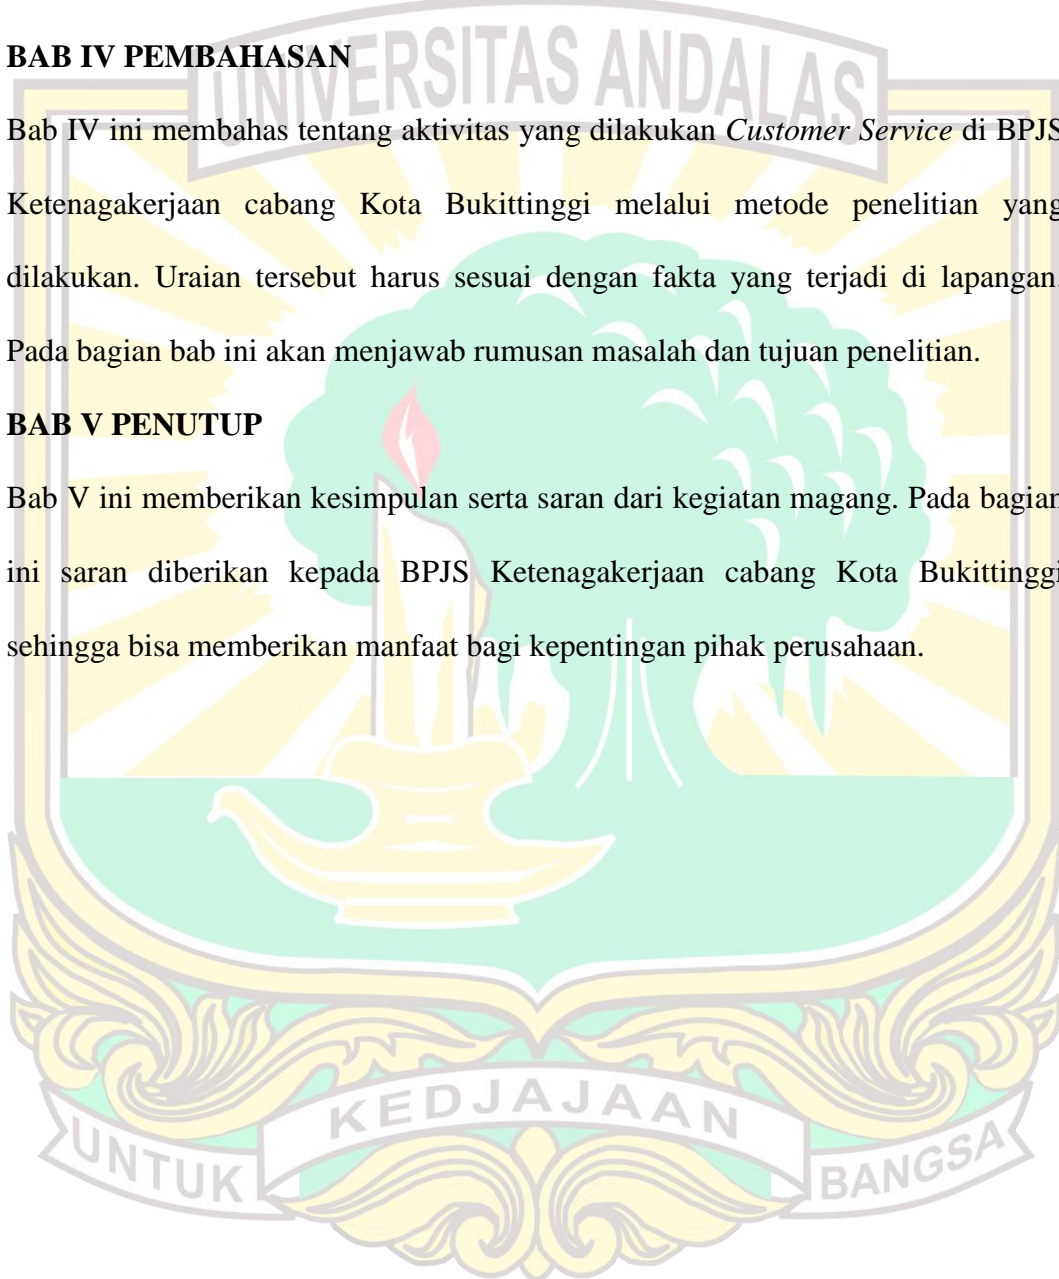 UNIVERSITAS ANDALAS
BAB IV PEMBAHASAN
Bab IV ini membahas tentang aktivitas yang dilakukan Customer Service di BPJS
Ketenagakerjaan cabang Kota Bukittinggi melalui metode penelitian yang
dilakukan. Uraian tersebut harus sesuai dengan fakta yang terjadi di lapangan.
Pada bagian bab ini akan menjawab rumusan masalah dan tujuan penelitian.
BAB V PENUTUP
Bab V ini memberikan kesimpulan serta saran dari kegiatan magang. Pada bagian
ini saran diberikan kepada BPJS Ketenagakerjaan cabang Kota Bukittinggi
sehingga bisa memberikan manfaat bagi kepentingan pihak perusahaan.
UNTUK KEDJAJAAN BANGSA